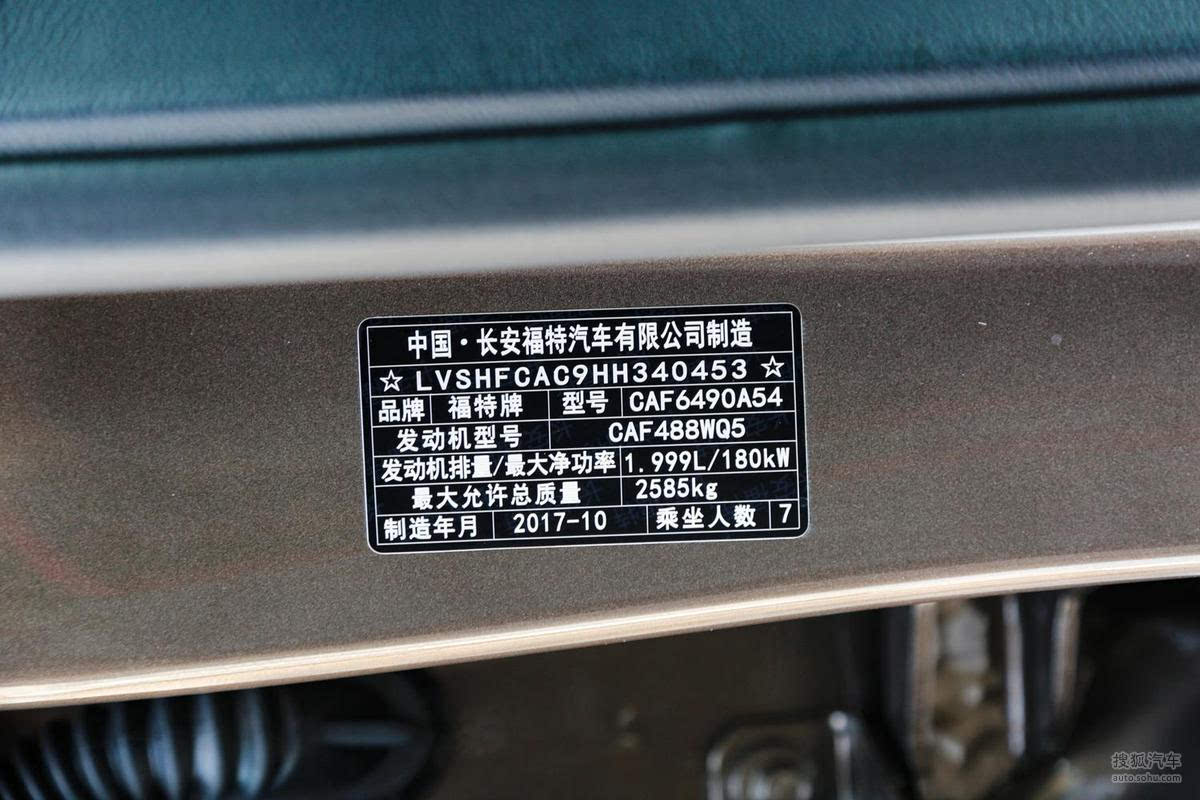 中国·长安福特汽车有限公司制造
☆ LVSHFCAC9HH340453 ☆
品牌 福特牌 型号 CAF6490A54
发动机型号 CAF488WQ5
发动机排量/最大净功率 1.999L/180kW
最大允许总质量 2585kg
制造年月 2017-10 乘坐人数 7
搜狐汽车
auto.sohu.com